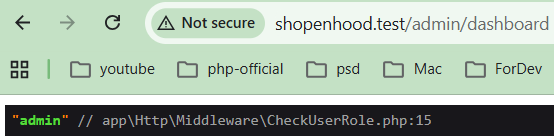 Not secure shopenhood.test/admin/dashboard
youtube php-official psd Mac ForDev
"admin" // app\Http\Middleware\CheckUserRole.php:15